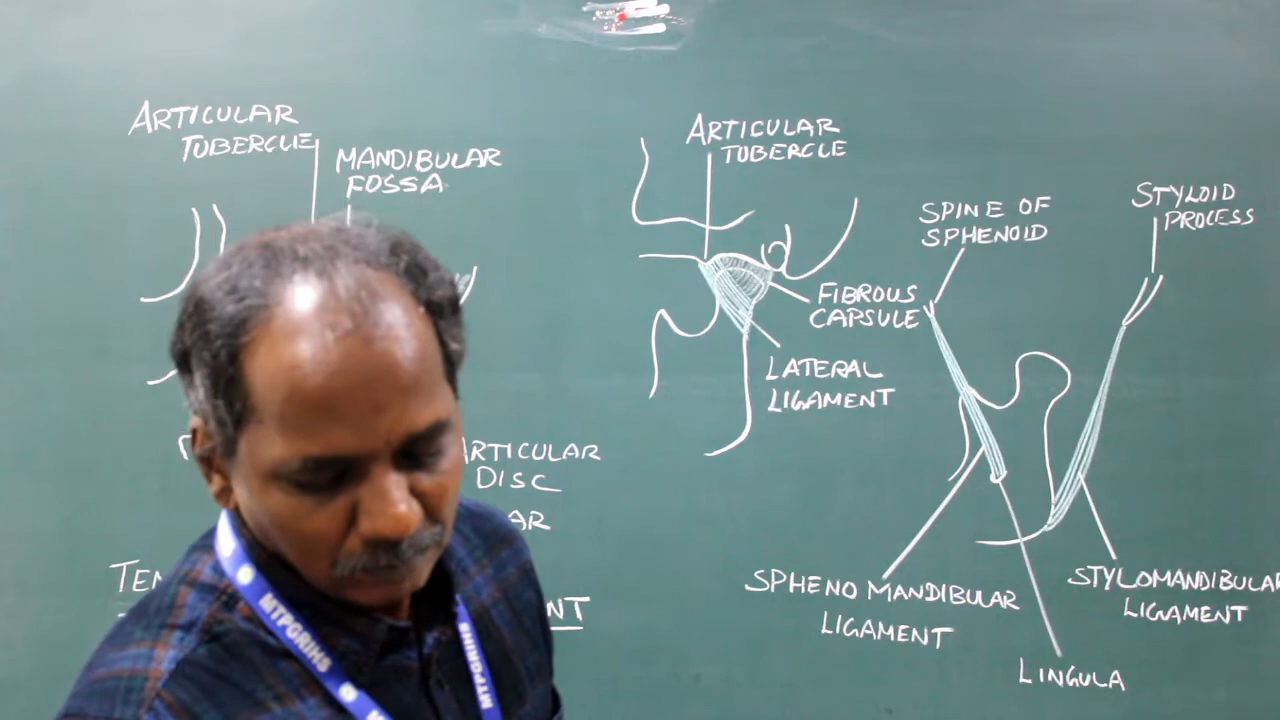 ARTICULAR
TUBERCLE
MANDIBULAR
FOSSA
DISC
ARTICULAR
TUBERCLE
FIBROUS
CAPSULE
LATERAL
LIGAMENT
SPINE OF
SPHENOID
STYLOID
PROCESS
SPHENO MANDIBULAR
LIGAMENT
LINGULA
STYLOMANDIBULAR
LIGAMENT
MTPGRIHS
MTPGRIHS